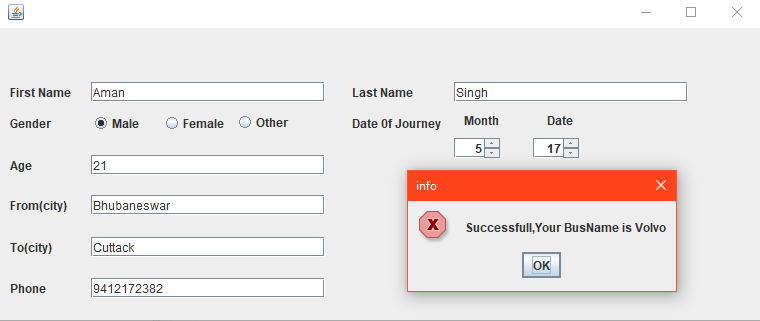 First Name Aman Last Name Singh
Gender Male Female Other Date 0f Journey Month Date
5 17
Age 21
info
From(city) Bhubaneswar
Successfull,Your BusName is Volvo
To(city) Cuttack
OK
Phone 9412172382